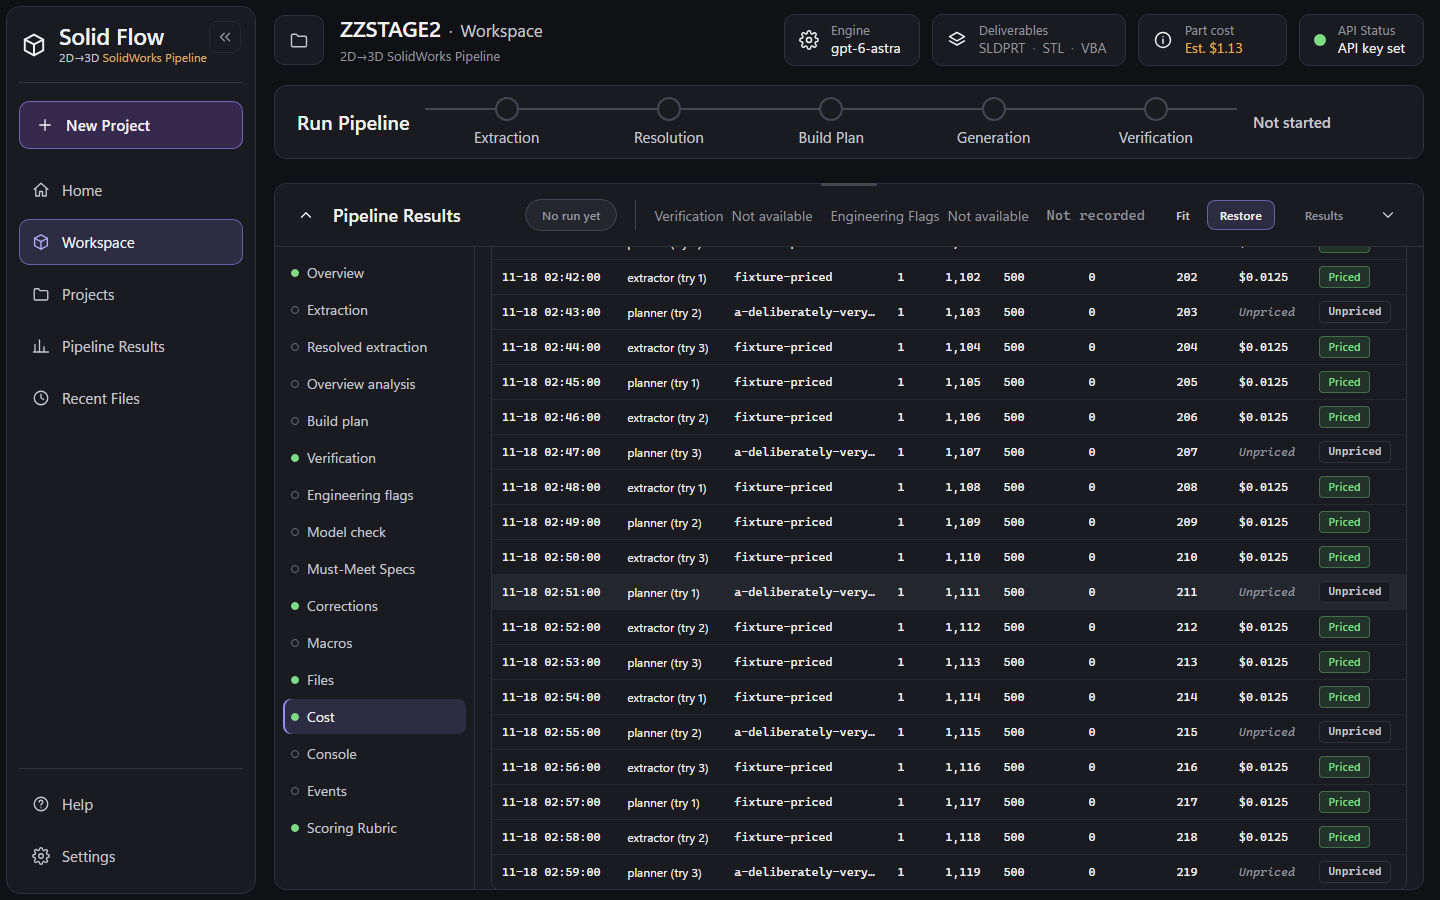 Solid Flow
2D→3D SolidWorks Pipeline
New Project
Home
Workspace
Projects
Pipeline Results
Recent Files
Help
Settings
ZZSTAGE2 · Workspace
2D→3D SolidWorks Pipeline
Engine
gpt-6-astra
Deliverables
SLDPRT · STL · VBA
Part cost
Est. $1.13
API Status
API key set
Run Pipeline
Extraction
Resolution
Build Plan
Generation
Verification
Not started
Pipeline Results
No run yet
Verification Not available
Engineering Flags Not available
Not recorded
Fit
Restore
Results
Overview
Extraction
Resolved extraction
Overview analysis
Build plan
Verification
Engineering flags
Model check
Must-Meet Specs
Corrections
Macros
Files
Cost
Console
Events
Scoring Rubric
11-18 02:42:00 extractor (try 1) fixture-priced 1 1,102 500 0 202 $0.0125 Priced
11-18 02:43:00 planner (try 2) a-deliberately-very… 1 1,103 500 0 203 Unpriced Unpriced
11-18 02:44:00 extractor (try 3) fixture-priced 1 1,104 500 0 204 $0.0125 Priced
11-18 02:45:00 planner (try 1) fixture-priced 1 1,105 500 0 205 $0.0125 Priced
11-18 02:46:00 extractor (try 2) fixture-priced 1 1,106 500 0 206 $0.0125 Priced
11-18 02:47:00 planner (try 3) a-deliberately-very… 1 1,107 500 0 207 Unpriced Unpriced
11-18 02:48:00 extractor (try 1) fixture-priced 1 1,108 500 0 208 $0.0125 Priced
11-18 02:49:00 planner (try 2) fixture-priced 1 1,109 500 0 209 $0.0125 Priced
11-18 02:50:00 extractor (try 3) fixture-priced 1 1,110 500 0 210 $0.0125 Priced
11-18 02:51:00 planner (try 1) a-deliberately-very… 1 1,111 500 0 211 Unpriced Unpriced
11-18 02:52:00 extractor (try 2) fixture-priced 1 1,112 500 0 212 $0.0125 Priced
11-18 02:53:00 planner (try 3) fixture-priced 1 1,113 500 0 213 $0.0125 Priced
11-18 02:54:00 extractor (try 1) fixture-priced 1 1,114 500 0 214 $0.0125 Priced
11-18 02:55:00 planner (try 2) a-deliberately-very… 1 1,115 500 0 215 Unpriced Unpriced
11-18 02:56:00 extractor (try 3) fixture-priced 1 1,116 500 0 216 $0.0125 Priced
11-18 02:57:00 planner (try 1) fixture-priced 1 1,117 500 0 217 $0.0125 Priced
11-18 02:58:00 extractor (try 2) fixture-priced 1 1,118 500 0 218 $0.0125 Priced
11-18 02:59:00 planner (try 3) a-deliberately-very… 1 1,119 500 0 219 Unpriced Unpriced